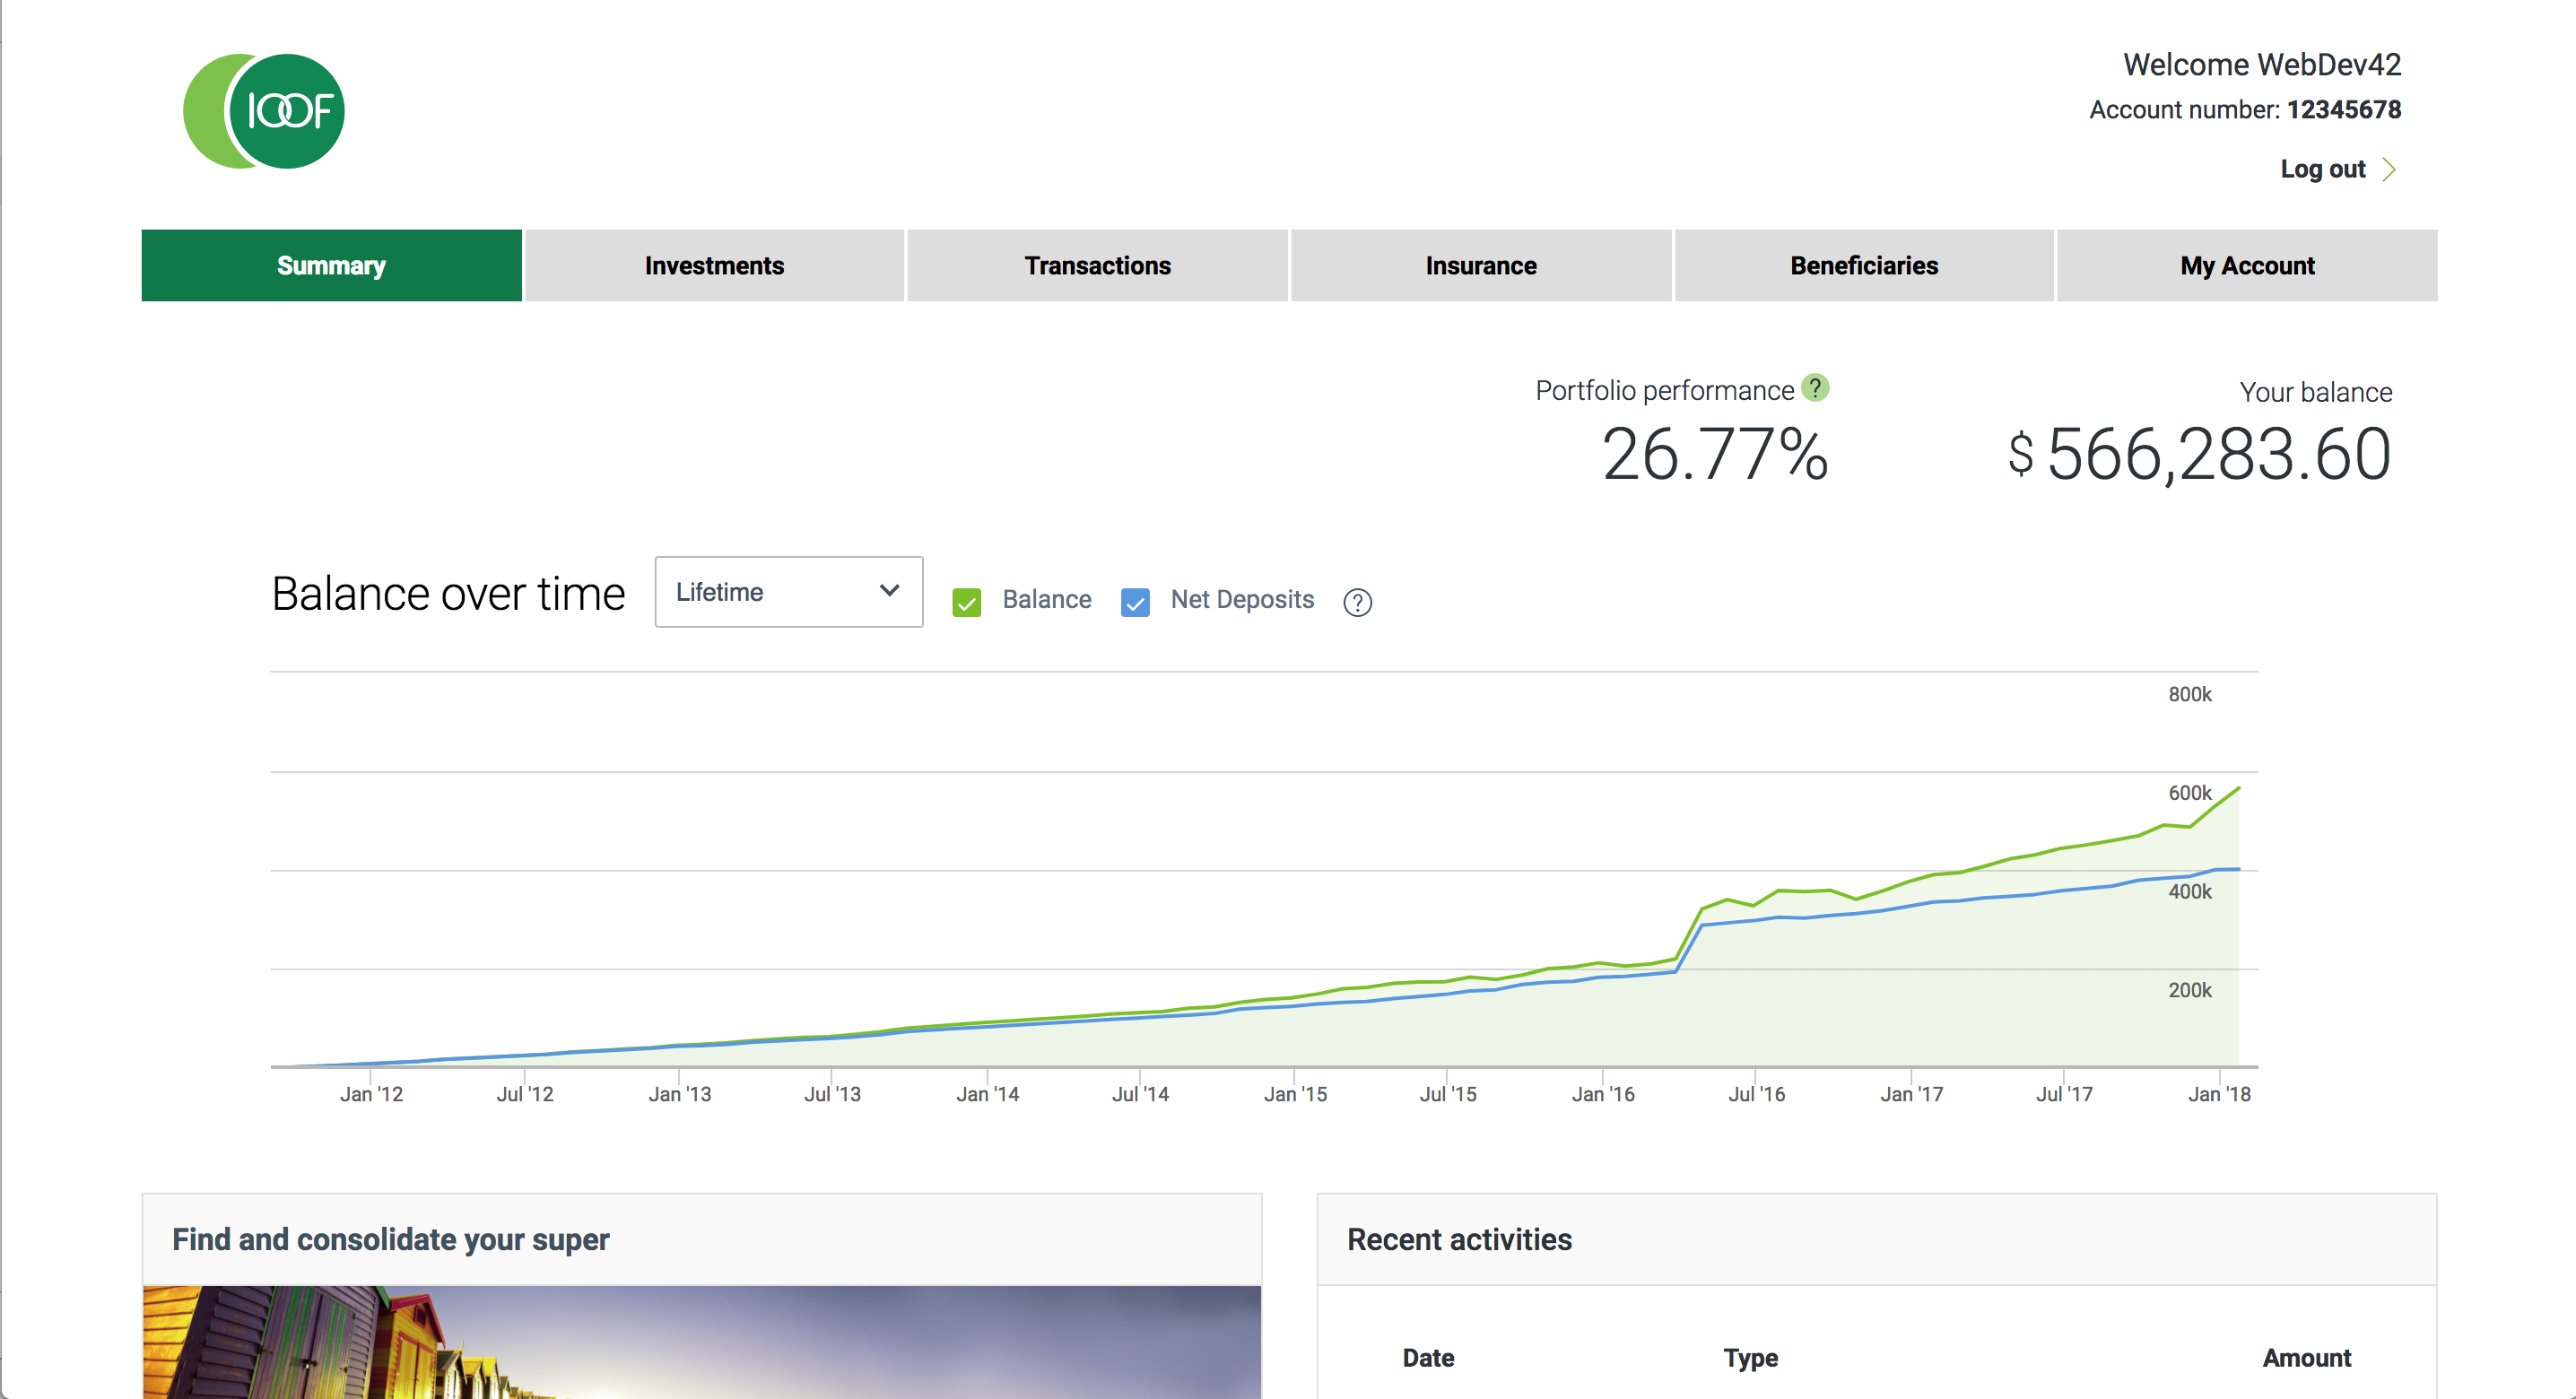 IOOF
Welcome WebDev42
Account number: 12345678
Log out
Summary
Investments
Transactions
Insurance
Beneficiaries
My Account
Portfolio performance ?
26.77%
Your balance
$566,283.60
Balance over time
Lifetime
Balance
Net Deposits
?
800k
600k
400k
200k
Jan '12
Jul '12
Jan '13
Jul '13
Jan '14
Jul '14
Jan '15
Jul '15
Jan '16
Jul '16
Jan '17
Jul '17
Jan '18
Find and consolidate your super
Recent activities
Date
Type
Amount